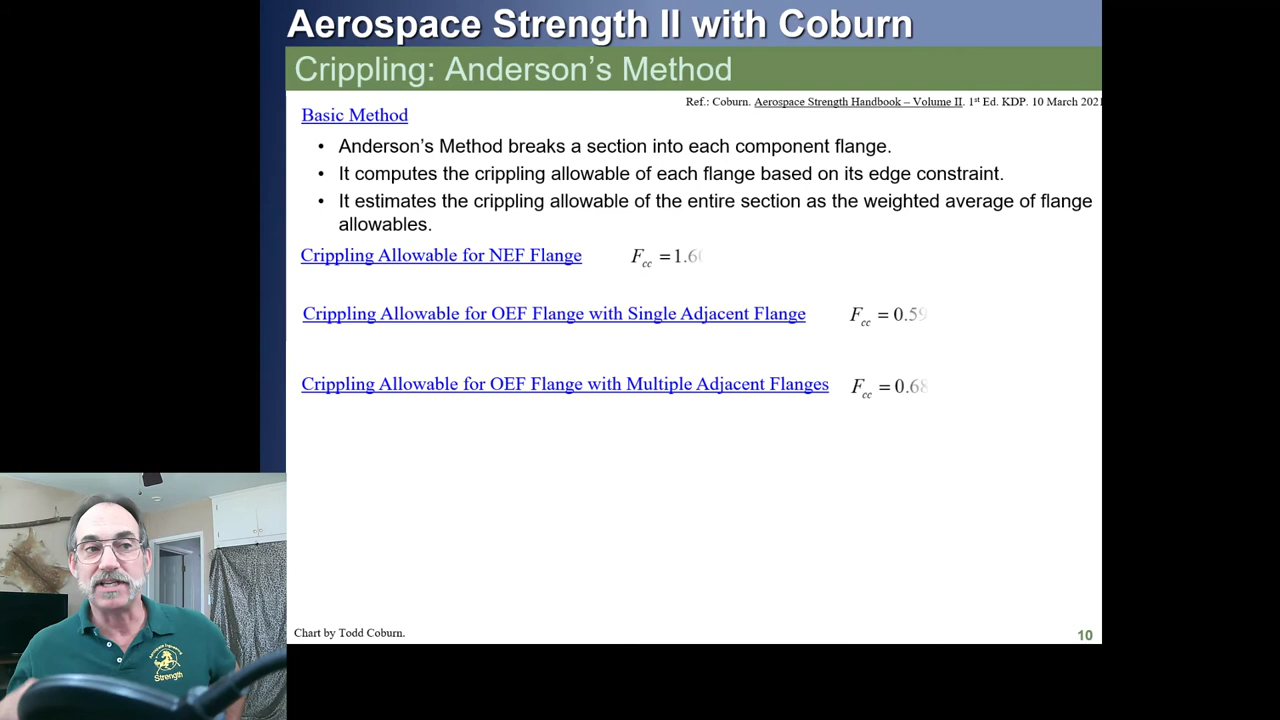 Aerospace Strength II with Coburn
Crippling: Anderson's Method
Ref.: Coburn. Aerospace Strength Handbook – Volume II. 1st Ed. KDP. 10 March 2021
Basic Method
• Anderson's Method breaks a section into each component flange.
• It computes the crippling allowable of each flange based on its edge constraint.
• It estimates the crippling allowable of the entire section as the weighted average of flange
allowables.
Crippling Allowable for NEF Flange F_cc = 1.60
Crippling Allowable for OEF Flange with Single Adjacent Flange F_cc = 0.59
Crippling Allowable for OEF Flange with Multiple Adjacent Flanges F_cc = 0.68
Aerospace Engineering
Strength
Chart by Todd Coburn.
10